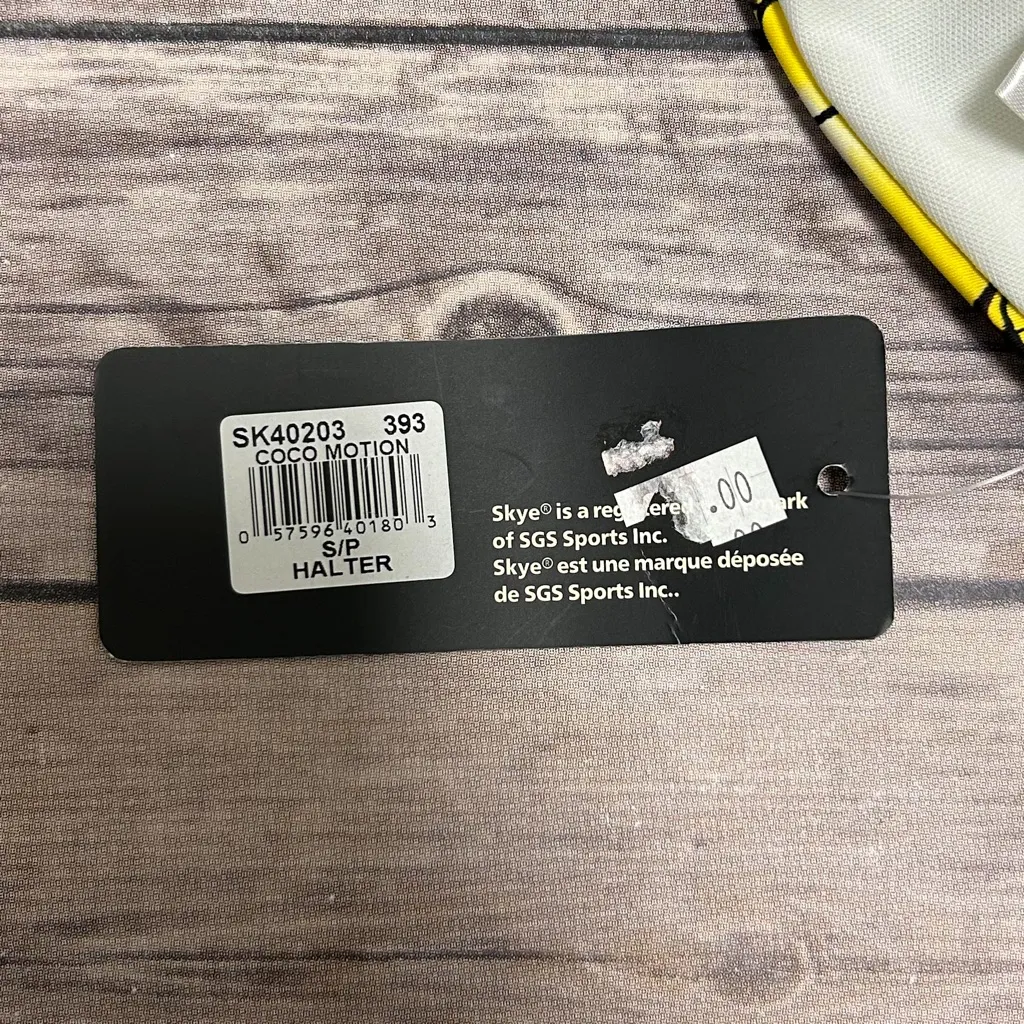 SK40203 393
COCO MOTION
0 57596 40180 3
S/P
HALTER
.00
Skye® is a registered
of SGS Sports Inc.
Skye® est une marque déposée
de SGS Sports Inc..